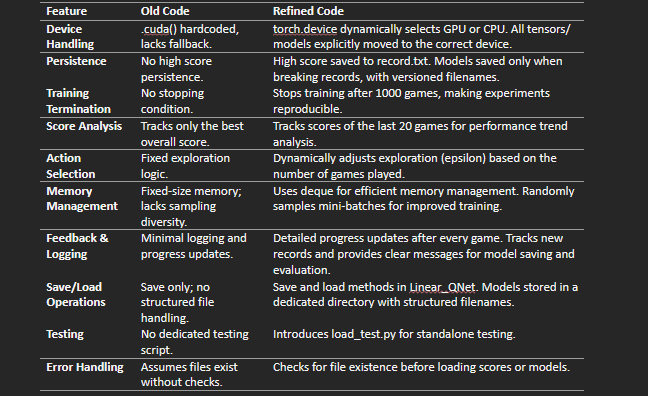 Feature Old Code Refined Code
Device Handling .cuda() hardcoded, lacks fallback. torch.device dynamically selects GPU or CPU. All tensors/ models explicitly moved to the correct device.
Persistence No high score persistence. High score saved to record.txt. Models saved only when breaking records, with versioned filenames.
Training Termination No stopping condition. Stops training after 1000 games, making experiments reproducible.
Score Analysis Tracks only the best overall score. Tracks scores of the last 20 games for performance trend analysis.
Action Selection Fixed exploration logic. Dynamically adjusts exploration (epsilon) based on the number of games played.
Memory Management Fixed-size memory; lacks sampling diversity. Uses deque for efficient memory management. Randomly samples mini-batches for improved training.
Feedback & Logging Minimal logging and progress updates. Detailed progress updates after every game. Tracks new records and provides clear messages for model saving and evaluation.
Save/Load Operations Save only; no structured file handling. Save and load methods in Linear_QNet. Models stored in a dedicated directory with structured filenames.
Testing No dedicated testing script. Introduces load_test.py for standalone testing.
Error Handling Assumes files exist without checks. Checks for file existence before loading scores or models.